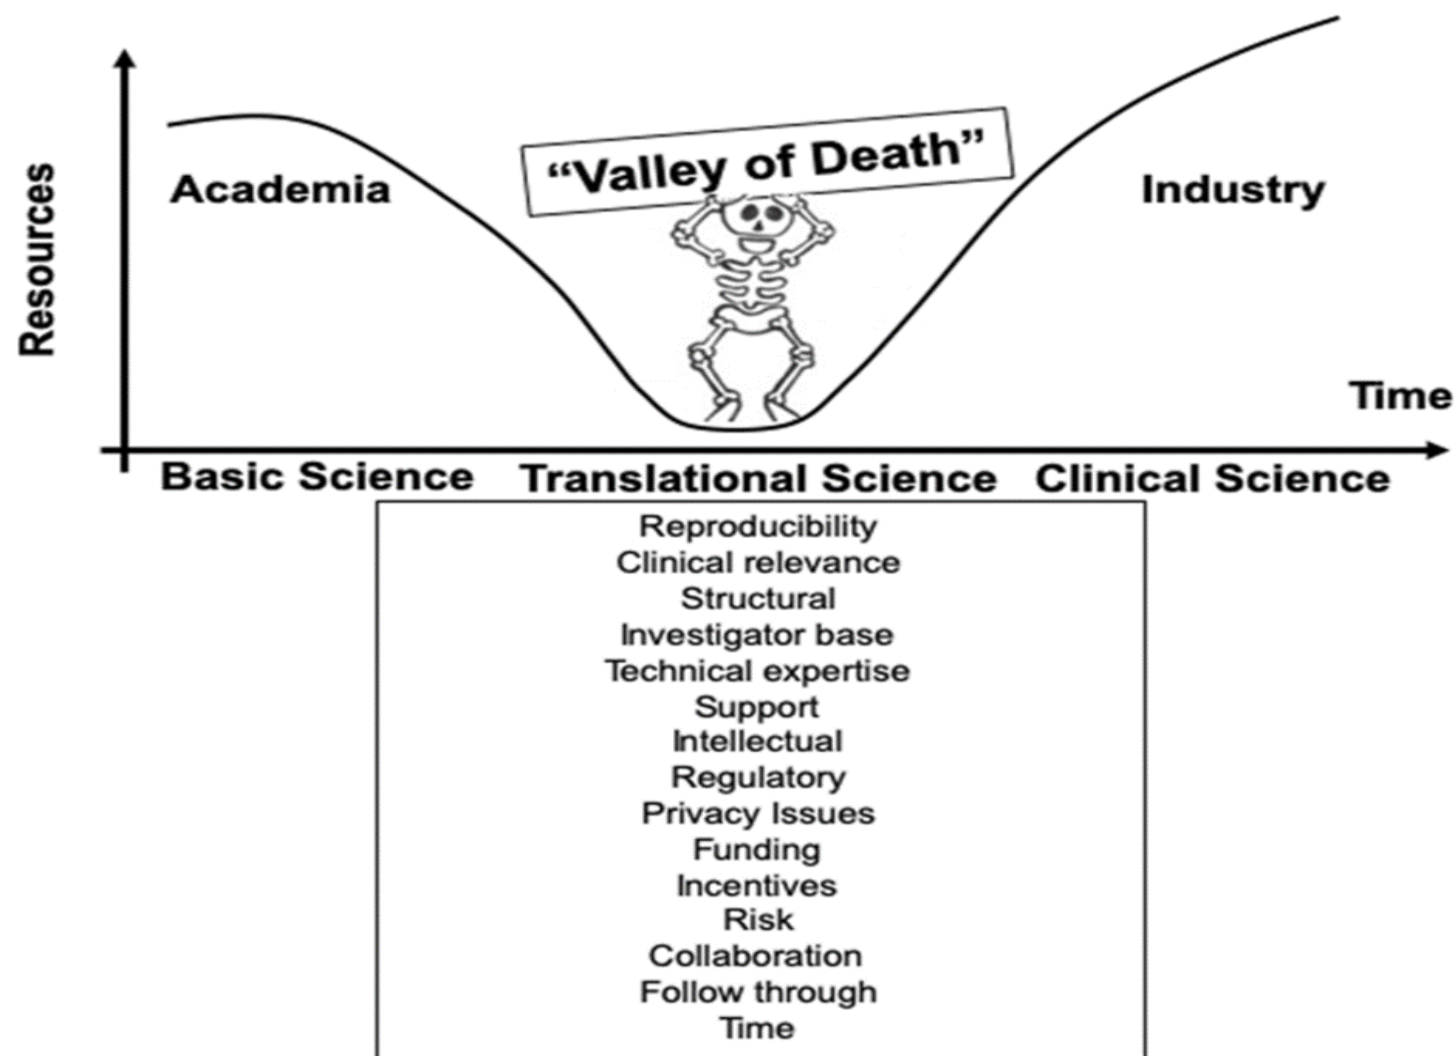 “Valley of Death”
Academia
Industry
Resources
Time
Basic Science
Translational Science
Clinical Science
Reproducibility
Clinical relevance
Structural
Investigator base
Technical expertise
Support
Intellectual
Regulatory
Privacy Issues
Funding
Incentives
Risk
Collaboration
Follow through
Time